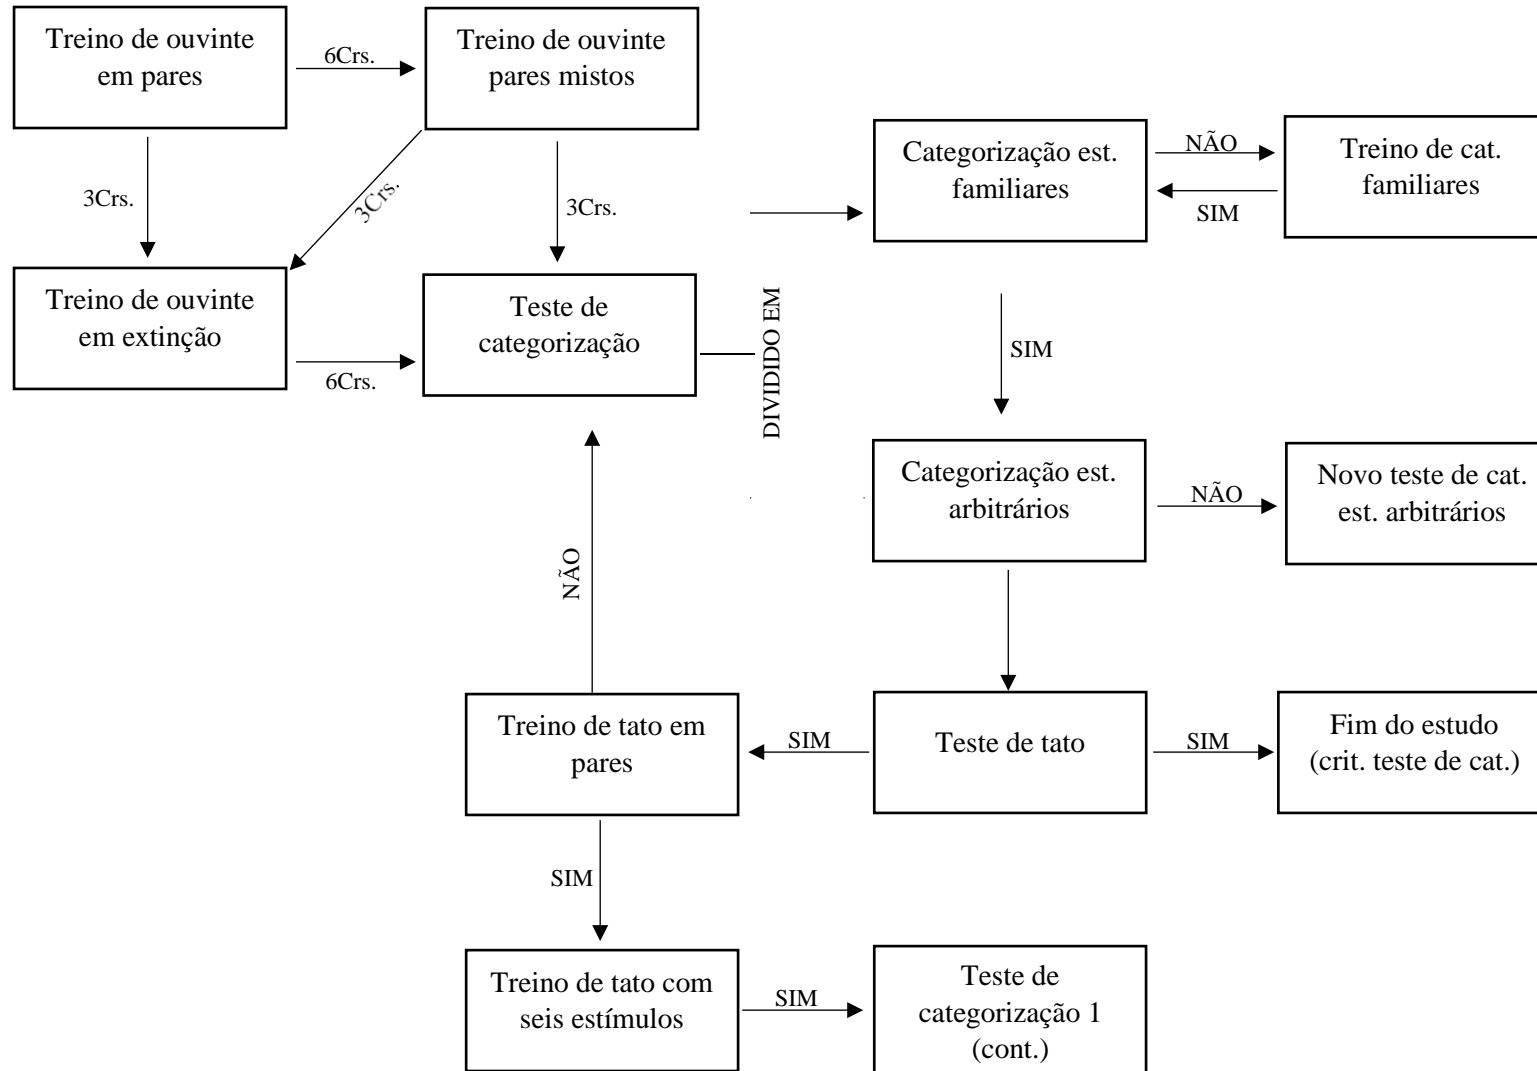 Treino de ouvinte
em pares
6Crs.
Treino de ouvinte
pares mistos
3Crs.
3Crs.
3Crs.
Treino de ouvinte
em extinção
6Crs.
Teste de
categorização
DIVIDIDO EM
Categorização est.
familiares
NÃO
SIM
Treino de cat.
familiares
SIM
Categorização est.
arbitrários
NÃO
Novo teste de cat.
est. arbitrários
NÃO
Treino de tato em
pares
SIM
Teste de tato
SIM
Fim do estudo
(crit. teste de cat.)
SIM
Treino de tato com
seis estímulos
SIM
Teste de
categorização 1
(cont.)